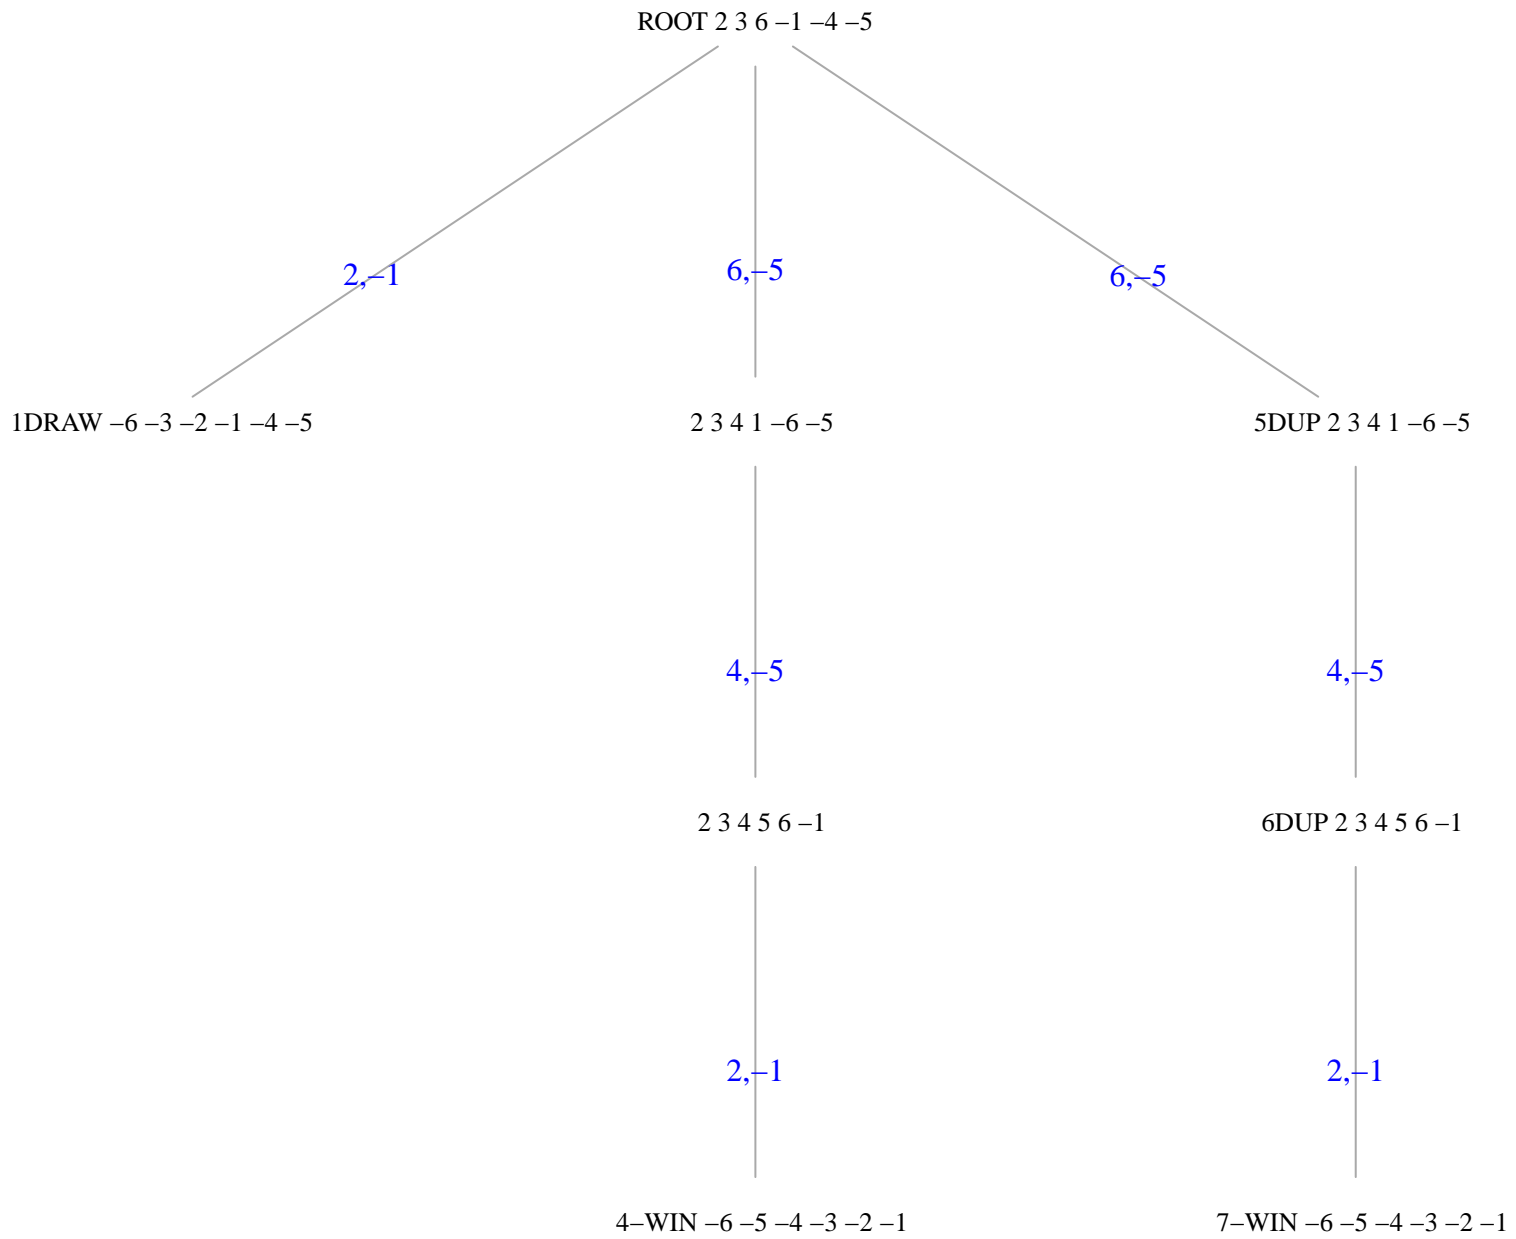 ROOT 2 3 6 –1 –4 –5
2,–1
6,–5
6,–5
1DRAW –6 –3 –2 –1 –4 –5
2 3 4 1 –6 –5
5DUP 2 3 4 1 –6 –5
4,–5
4,–5
2 3 4 5 6 –1
6DUP 2 3 4 5 6 –1
2,–1
2,–1
4–WIN –6 –5 –4 –3 –2 –1
7–WIN –6 –5 –4 –3 –2 –1